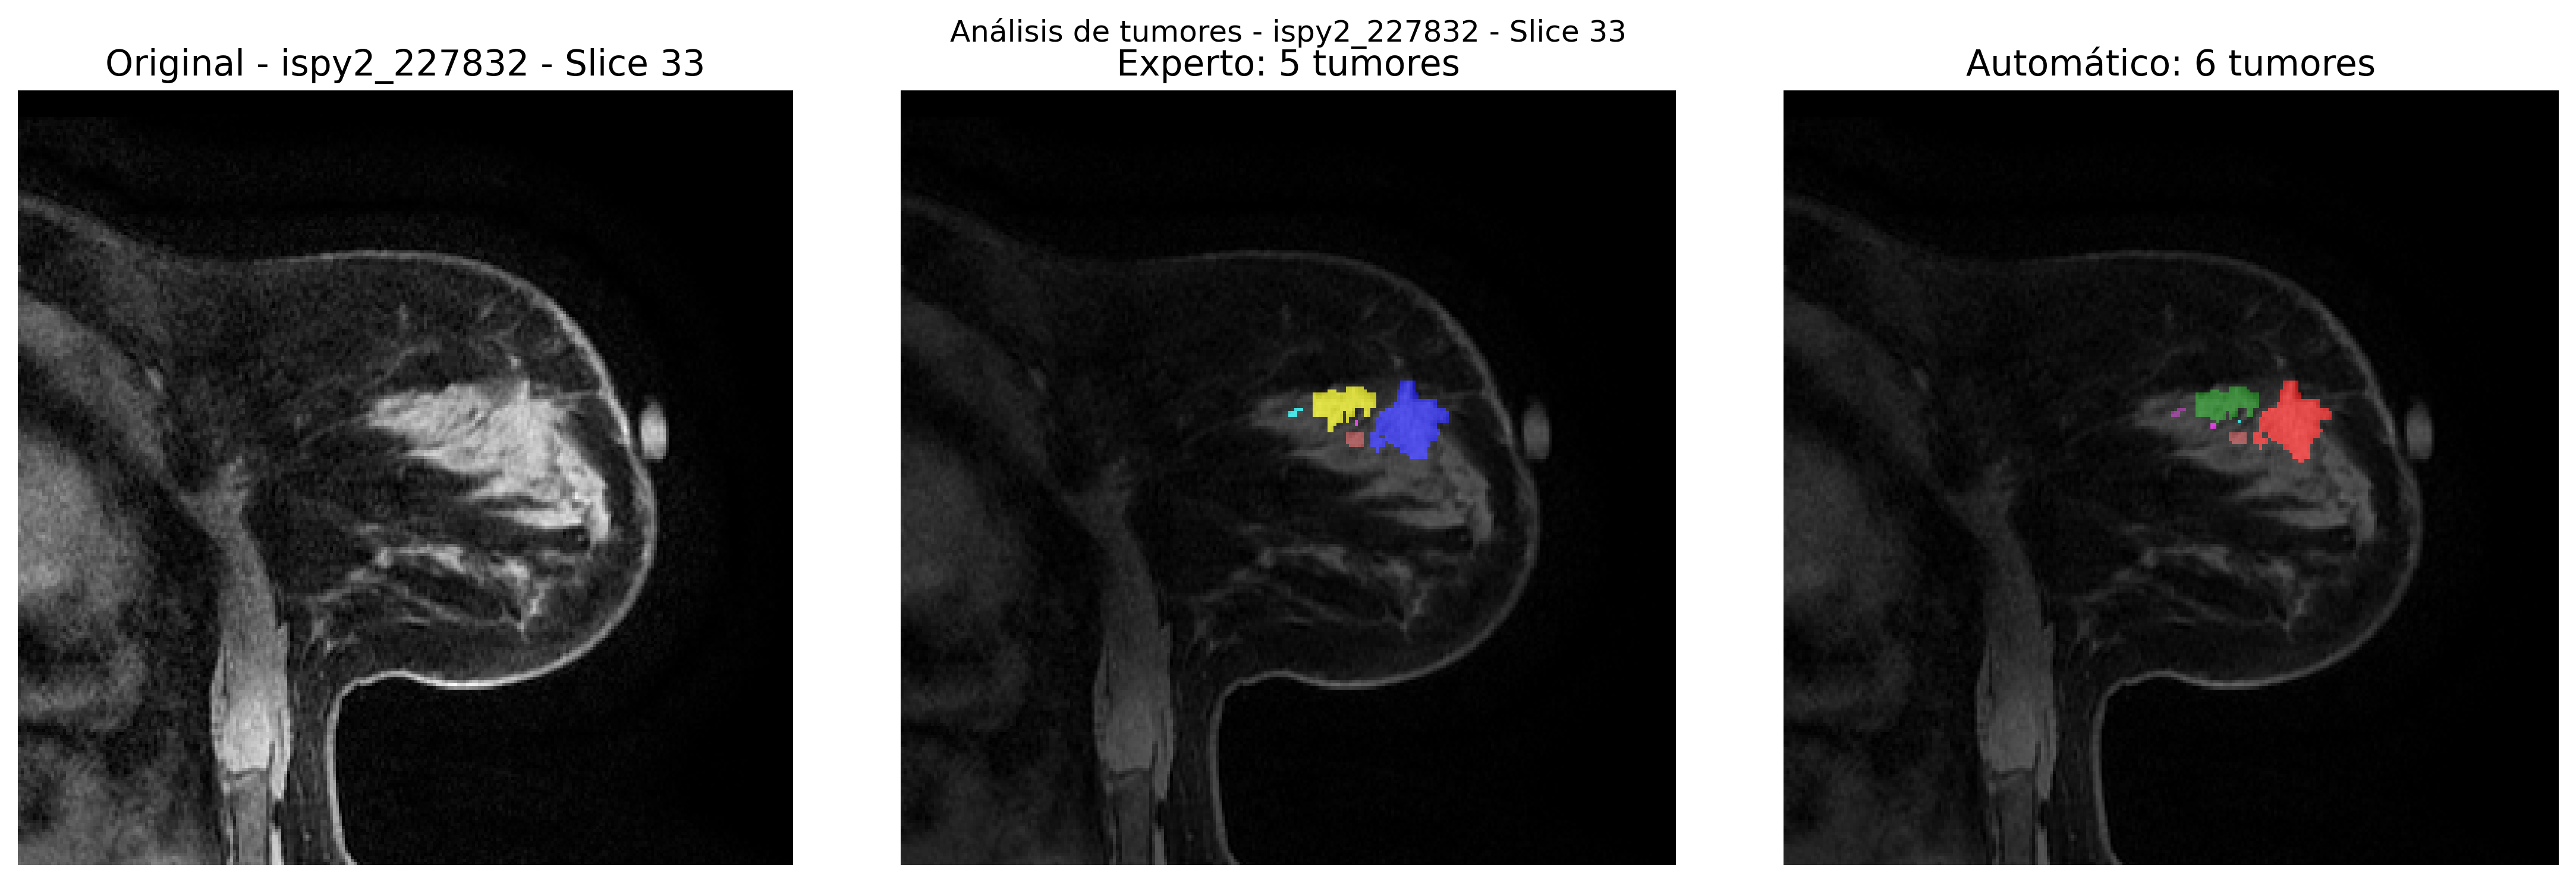 Análisis de tumores - ispy2_227832 - Slice 33
Original - ispy2_227832 - Slice 33
Experto: 5 tumores
Automático: 6 tumores